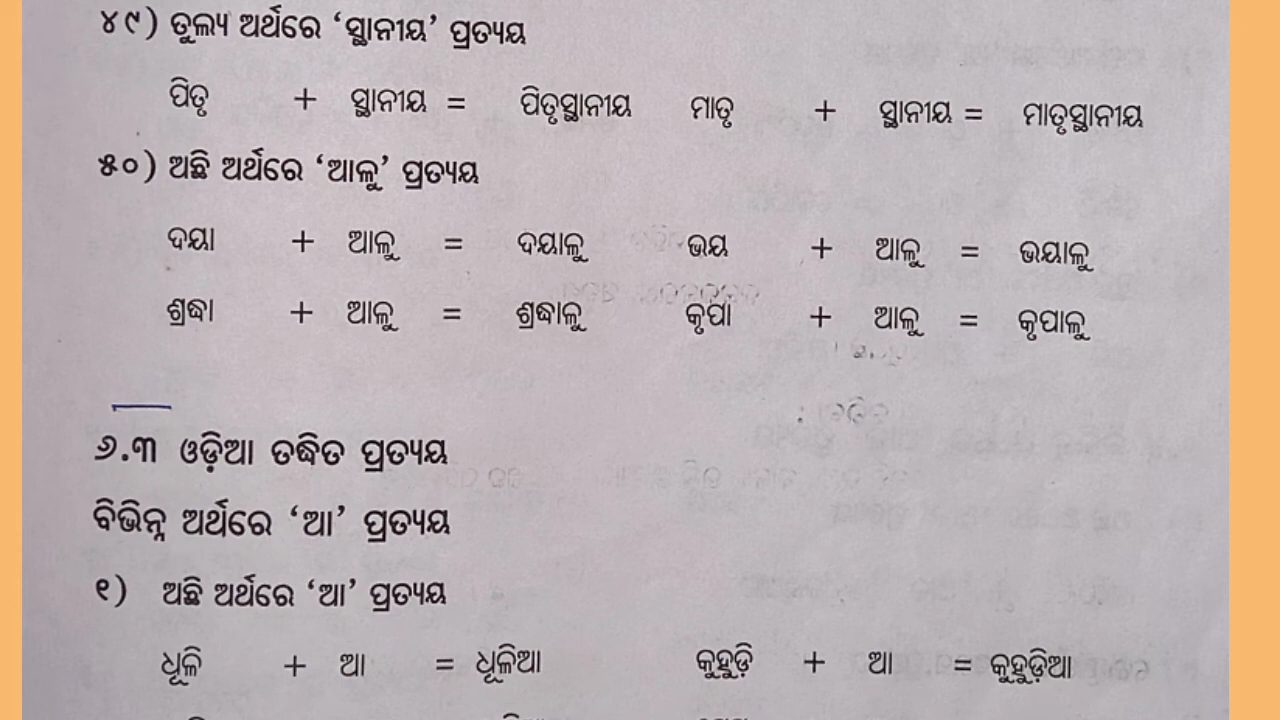 ୪୯) ତୁଲ୍ୟ ଅର୍ଥରେ ‘ସ୍ଥାନୀୟ’ ପ୍ରତ୍ୟୟ
ପିତୃ + ସ୍ଥାନୀୟ = ପିତୃସ୍ଥାନୀୟ ମାତୃ + ସ୍ଥାନୀୟ = ମାତୃସ୍ଥାନୀୟ
୫୦) ଅଛି ଅର୍ଥରେ ‘ଆଳୁ’ ପ୍ରତ୍ୟୟ
ଦୟା + ଆଳୁ = ଦୟାଳୁ ଭୟ + ଆଳୁ = ଭୟାଳୁ
ଶ୍ରଦ୍ଧା + ଆଳୁ = ଶ୍ରଦ୍ଧାଳୁ କୃପା + ଆଳୁ = କୃପାଳୁ
୬.୩ ଓଡ଼ିଆ ତଦ୍ଧିତ ପ୍ରତ୍ୟୟ
ବିଭିନ୍ନ ଅର୍ଥରେ ‘ଆ’ ପ୍ରତ୍ୟୟ
୧) ଅଛି ଅର୍ଥରେ ‘ଆ’ ପ୍ରତ୍ୟୟ
ଧୂଳି + ଆ = ଧୂଳିଆ କୁହୁଡ଼ି + ଆ = କୁହୁଡ଼ିଆ